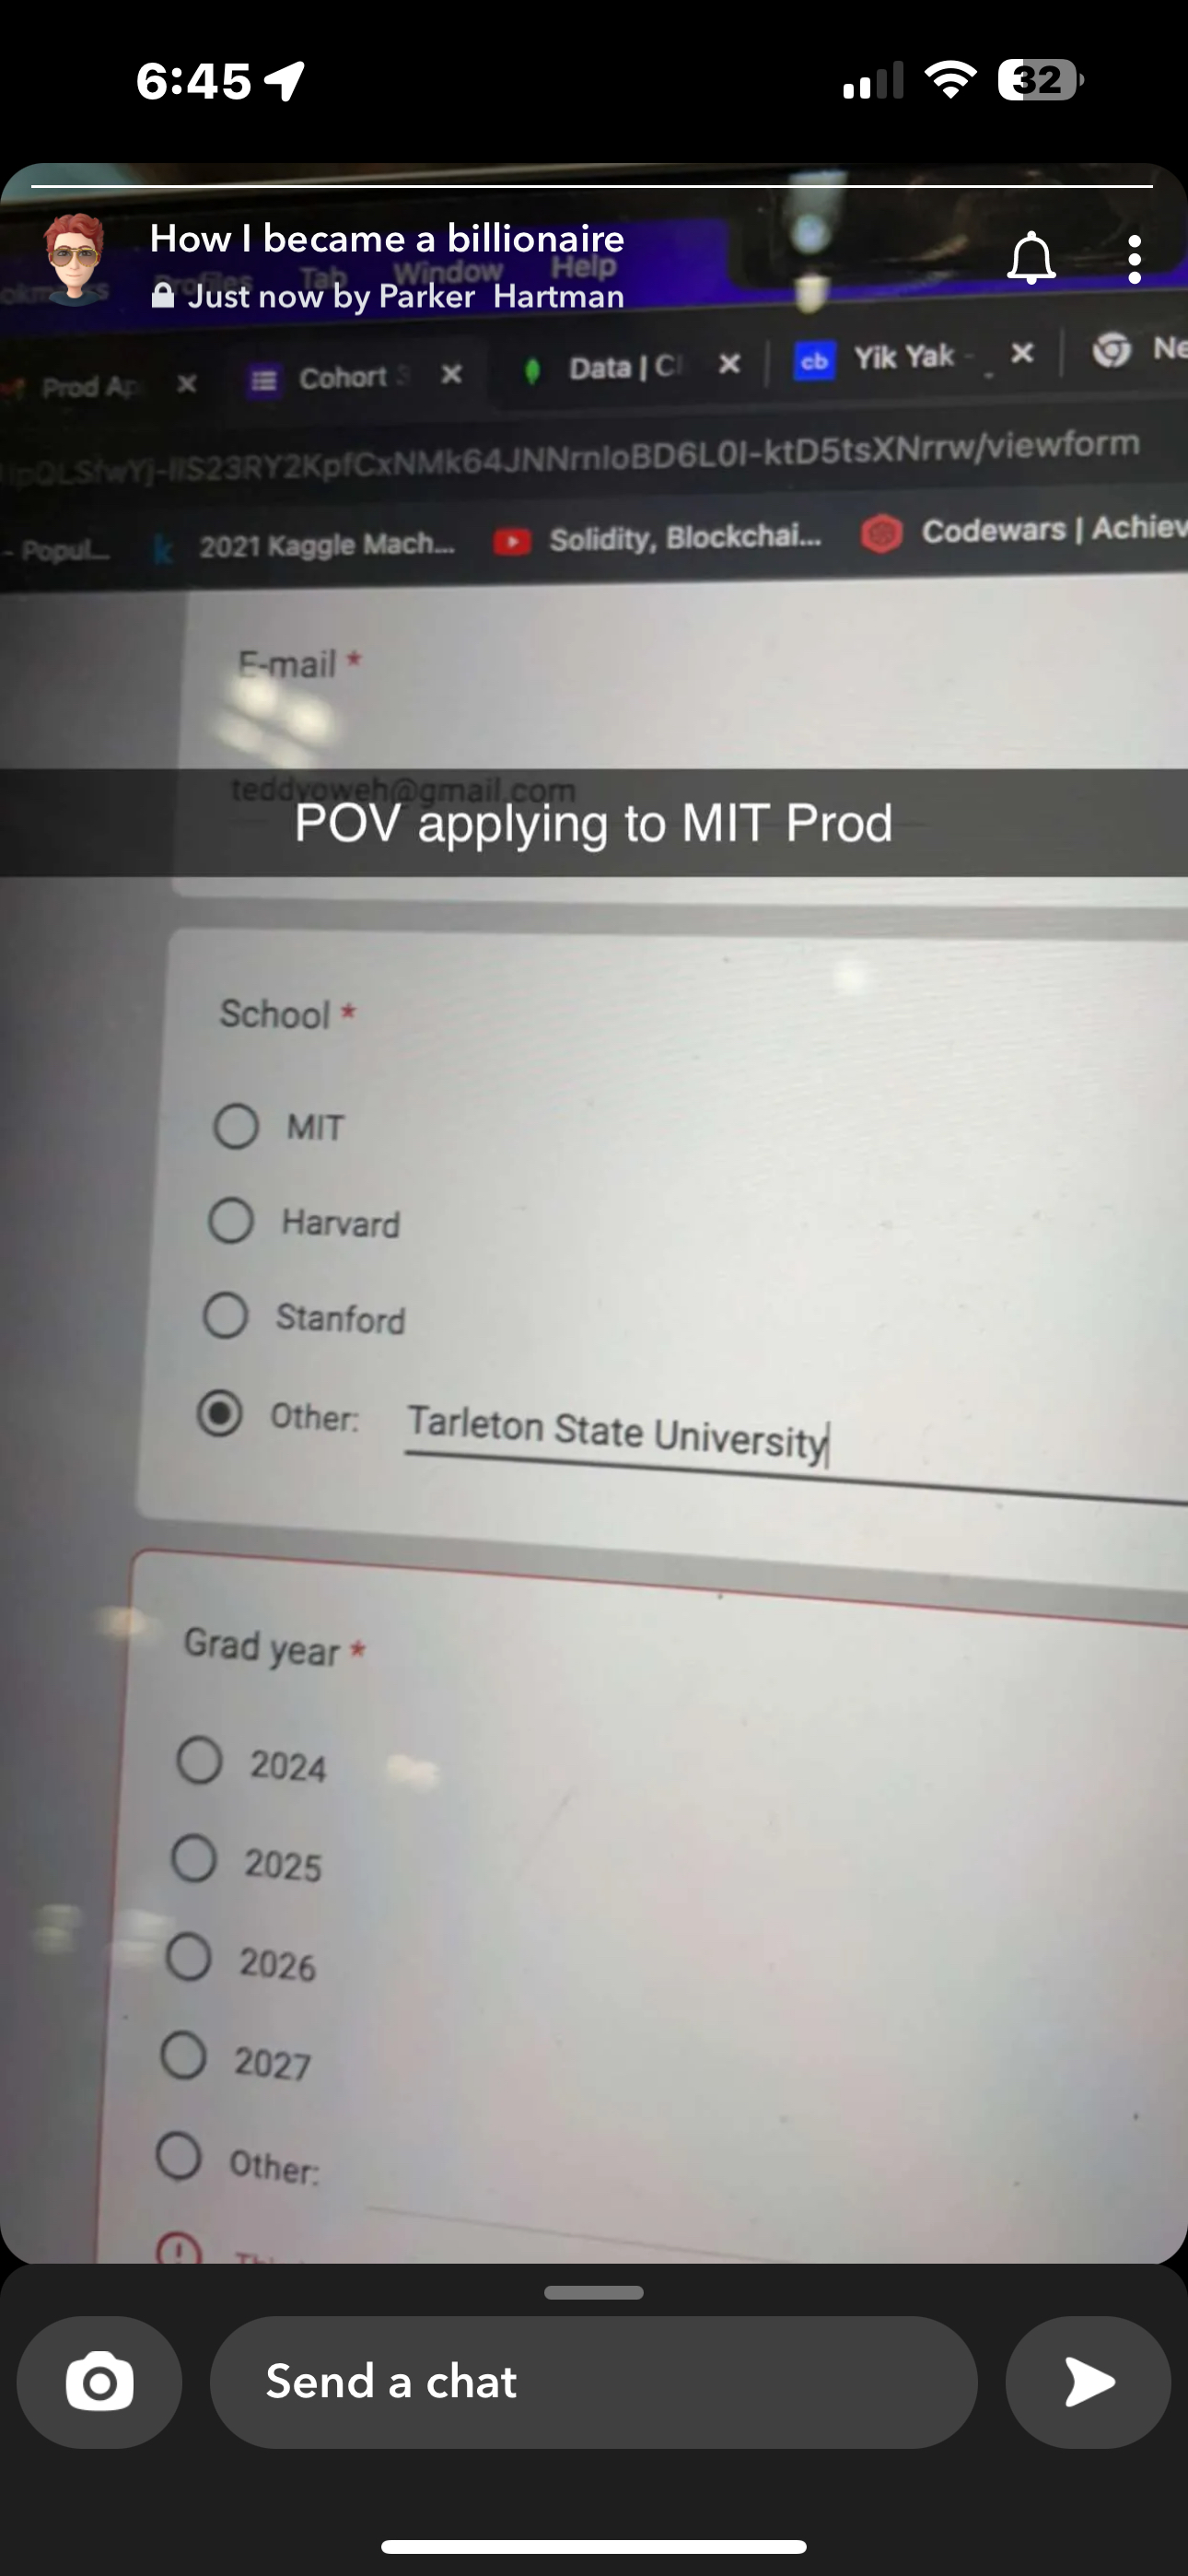 6:45
32
How I became a billionaire
Just now by Parker Hartman
Profiles Tab Window Help
Prod Ap
Cohort
Data | C
Yik Yak -
Ne
IpQLSfwYj-IIS23RY2KpfCxNMk64JNNrnIoBD6L0I-ktD5tsXNrrw/viewform
- Popul...
2021 Kaggle Mach...
Solidity, Blockchai...
Codewars | Achiev
E-mail *
teddyoweh@gmail.com
POV applying to MIT Prod
School *
MIT
Harvard
Stanford
Other: Tarleton State University
Grad year *
2024
2025
2026
2027
Other:
Send a chat